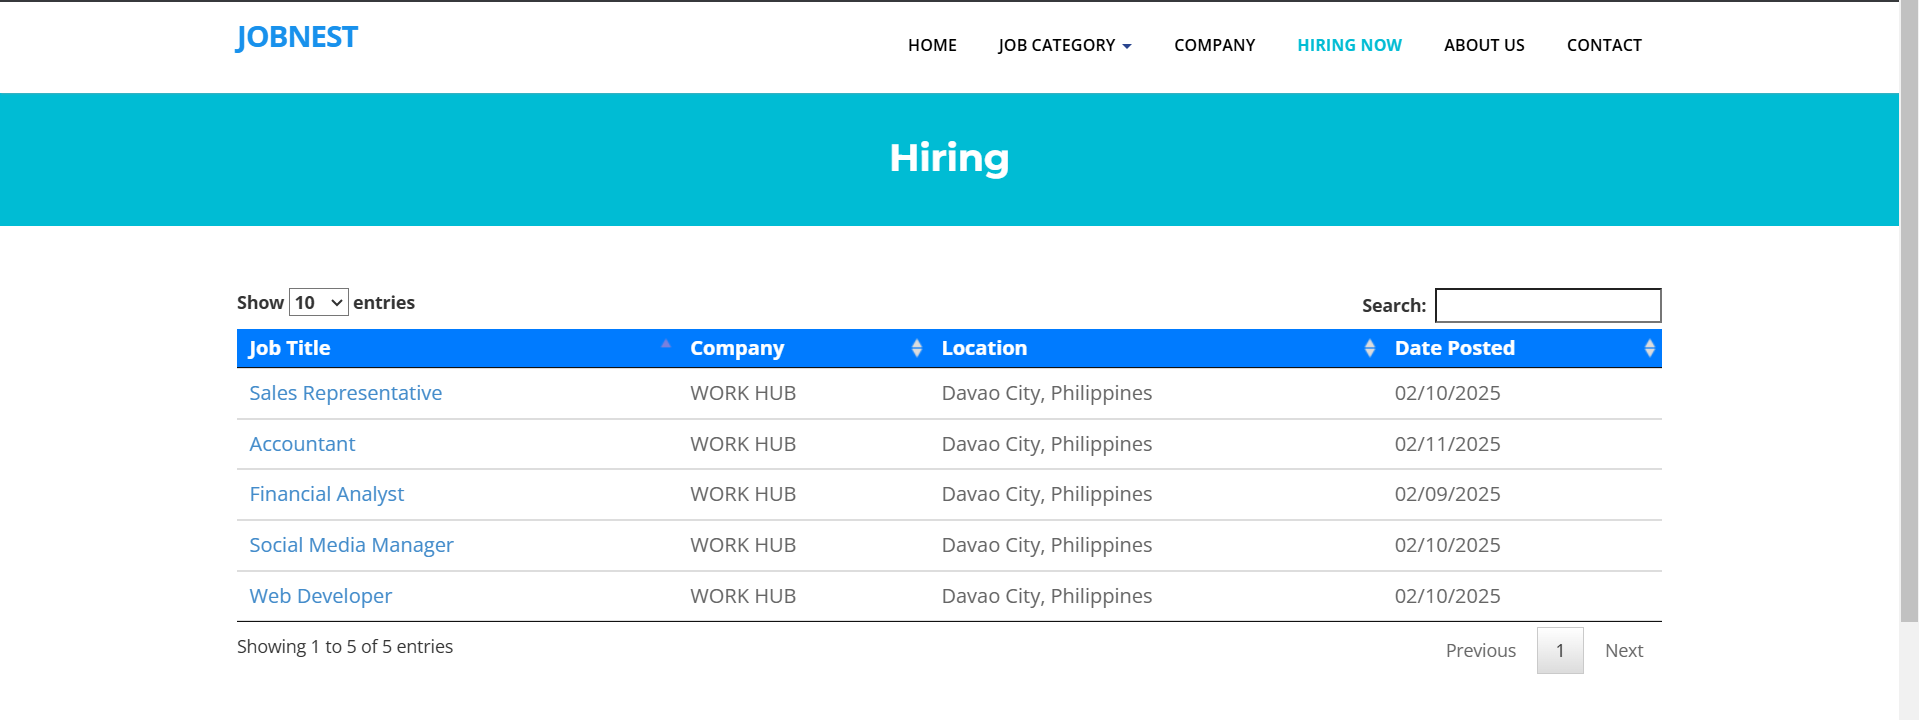 JOBNEST
HOME JOB CATEGORY COMPANY HIRING NOW ABOUT US CONTACT
Hiring
Show 10 entries Search:
Job Title Company Location Date Posted
Sales Representative WORK HUB Davao City, Philippines 02/10/2025
Accountant WORK HUB Davao City, Philippines 02/11/2025
Financial Analyst WORK HUB Davao City, Philippines 02/09/2025
Social Media Manager WORK HUB Davao City, Philippines 02/10/2025
Web Developer WORK HUB Davao City, Philippines 02/10/2025
Showing 1 to 5 of 5 entries Previous 1 Next